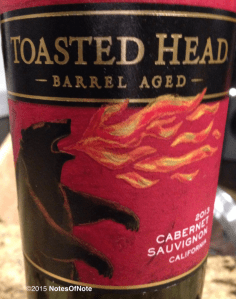 TOASTED HEAD
— BARREL AGED —
2013
CABERNET
SAUVIGNON
CALIFORNIA
©2015 NotesOfNote